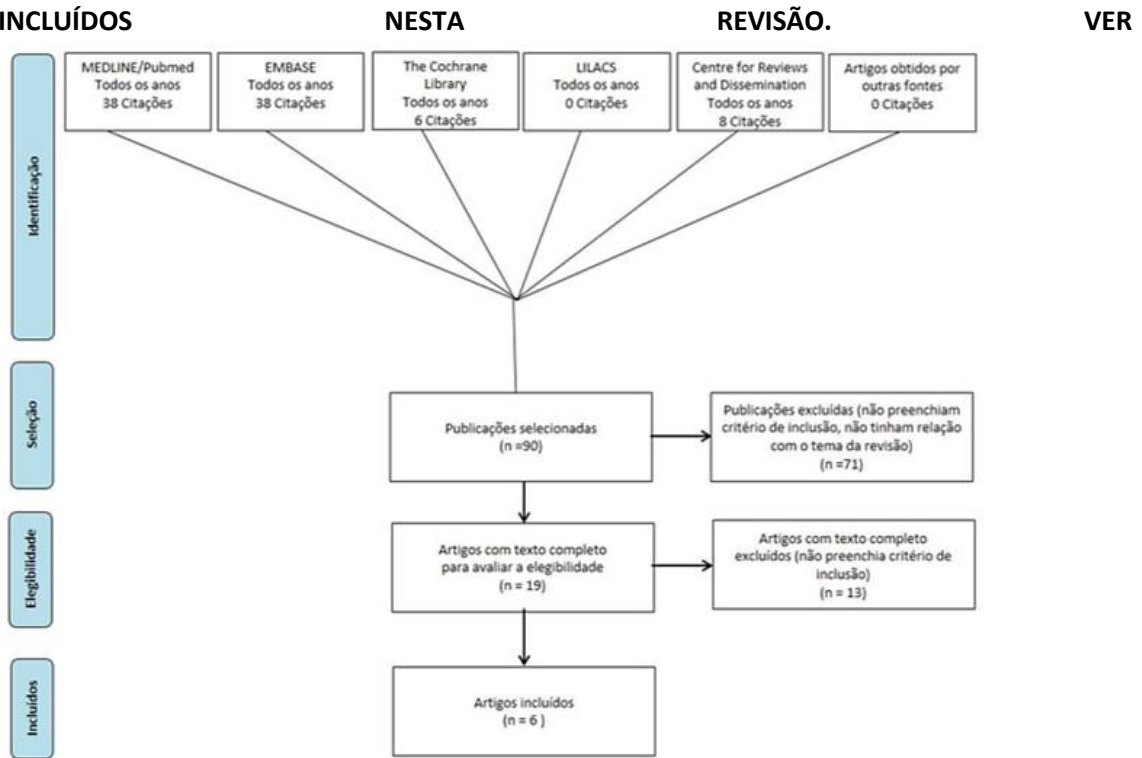 INCLUÍDOS NESTA REVISÃO. VER
MEDLINE/Pubmed
Todos os anos
38 Citações
EMBASE
Todos os anos
38 Citações
The Cochrane
Library
Todos os anos
6 Citações
LILACS
Todos os anos
0 Citações
Centre for Reviews
and Dissemination
Todos os anos
8 Citações
Artigos obtidos por
outras fontes
0 Citações
Identificação
Seleção
Publicações selecionadas
(n =90)
Publicações excluídas (não preenchiam
critério de inclusão, não tinham relação
com o tema da revisão)
(n =71)
Elegibilidade
Artigos com texto completo
para avaliar a elegibilidade
(n = 19)
Artigos com texto completo
excluídos (não preenchia critério de
inclusão)
(n = 13)
Incluídos
Artigos incluídos
(n = 6 )